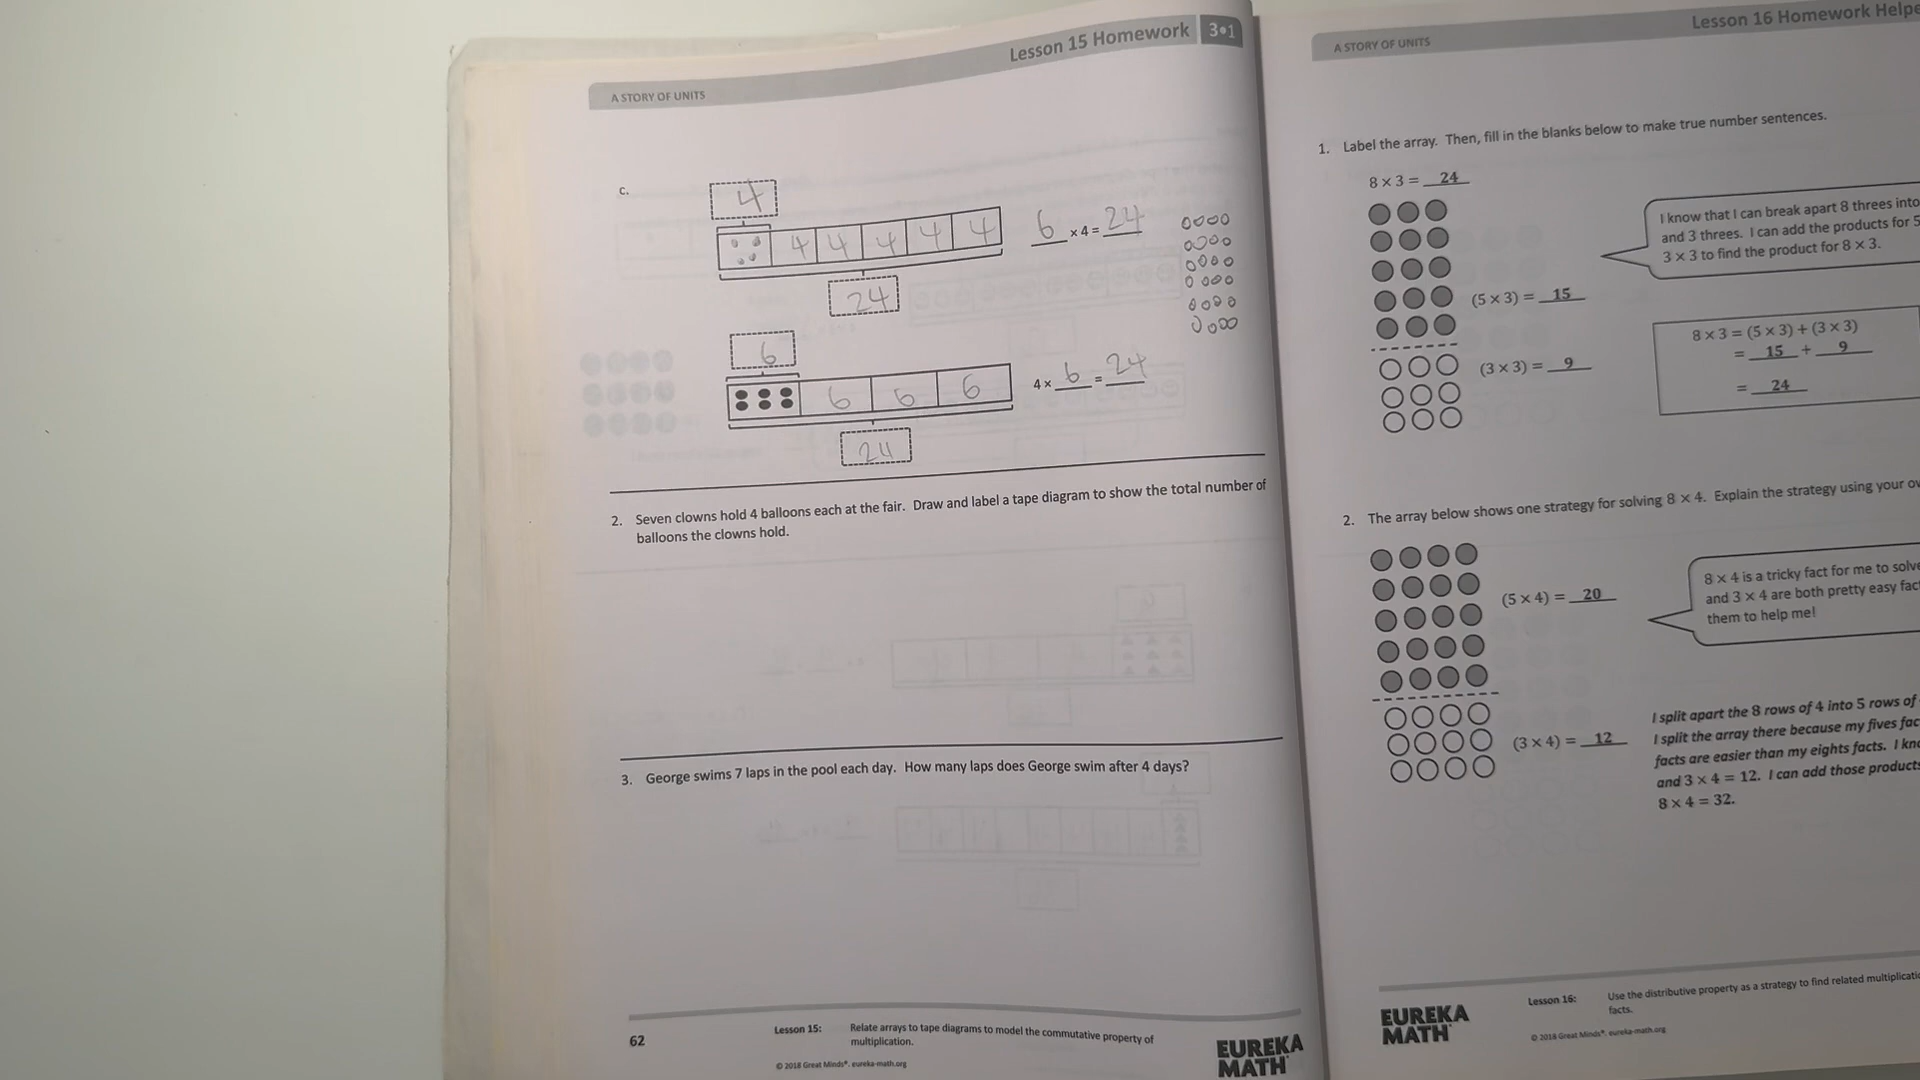 Lesson 15 Homework 3•1
A STORY OF UNITS
c.
4
4 4 4 4 4
6 × 4 = 24
24
6
6 6 6
4 × 6 = 24
24
2. Seven clowns hold 4 balloons each at the fair. Draw and label a tape diagram to show the total number of
balloons the clowns hold.
3. George swims 7 laps in the pool each day. How many laps does George swim after 4 days?
62
Lesson 15: Relate arrays to tape diagrams to model the commutative property of
multiplication.
© 2018 Great Minds®. eureka-math.org
EUREKA
MATH
Lesson 16 Homework Helpe
A STORY OF UNITS
1. Label the array. Then, fill in the blanks below to make true number sentences.
8 × 3 = 24
I know that I can break apart 8 threes into
and 3 threes. I can add the products for 5
3 × 3 to find the product for 8 × 3.
(5 × 3) = 15
8 × 3 = (5 × 3) + (3 × 3)
= 15 + 9
= 24
(3 × 3) = 9
2. The array below shows one strategy for solving 8 × 4. Explain the strategy using your
8 × 4 is a tricky fact for me to solve
and 3 × 4 are both pretty easy fac
them to help me!
(5 × 4) = 20
(3 × 4) = 12
I split apart the 8 rows of 4 into 5 rows of
I split the array there because my fives fac
facts are easier than my eights facts. I kn
and 3 × 4 = 12. I can add those product
8 × 4 = 32.
EUREKA
MATH
Lesson 16: Use the distributive property as a strategy to find related multiplicati
facts.
© 2018 Great Minds®. eureka-math.org